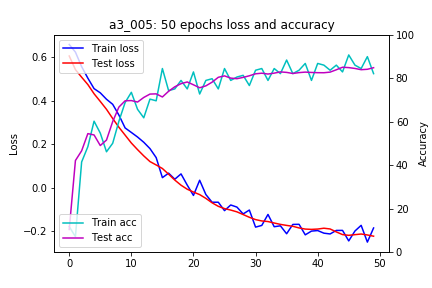 a3_005: 50 epochs loss and accuracy
Train loss
Test loss
Train acc
Test acc
Loss
Accuracy
0.6
0.4
0.2
0.0
−0.2
100
80
60
40
20
0
0 10 20 30 40 50